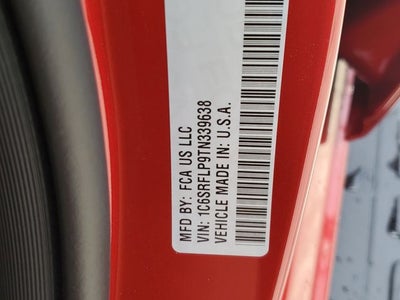 MFD BY: FCA US LLC
VIN: 1C6SRFLP9TN339638
VEHICLE MADE IN: U.S.A.